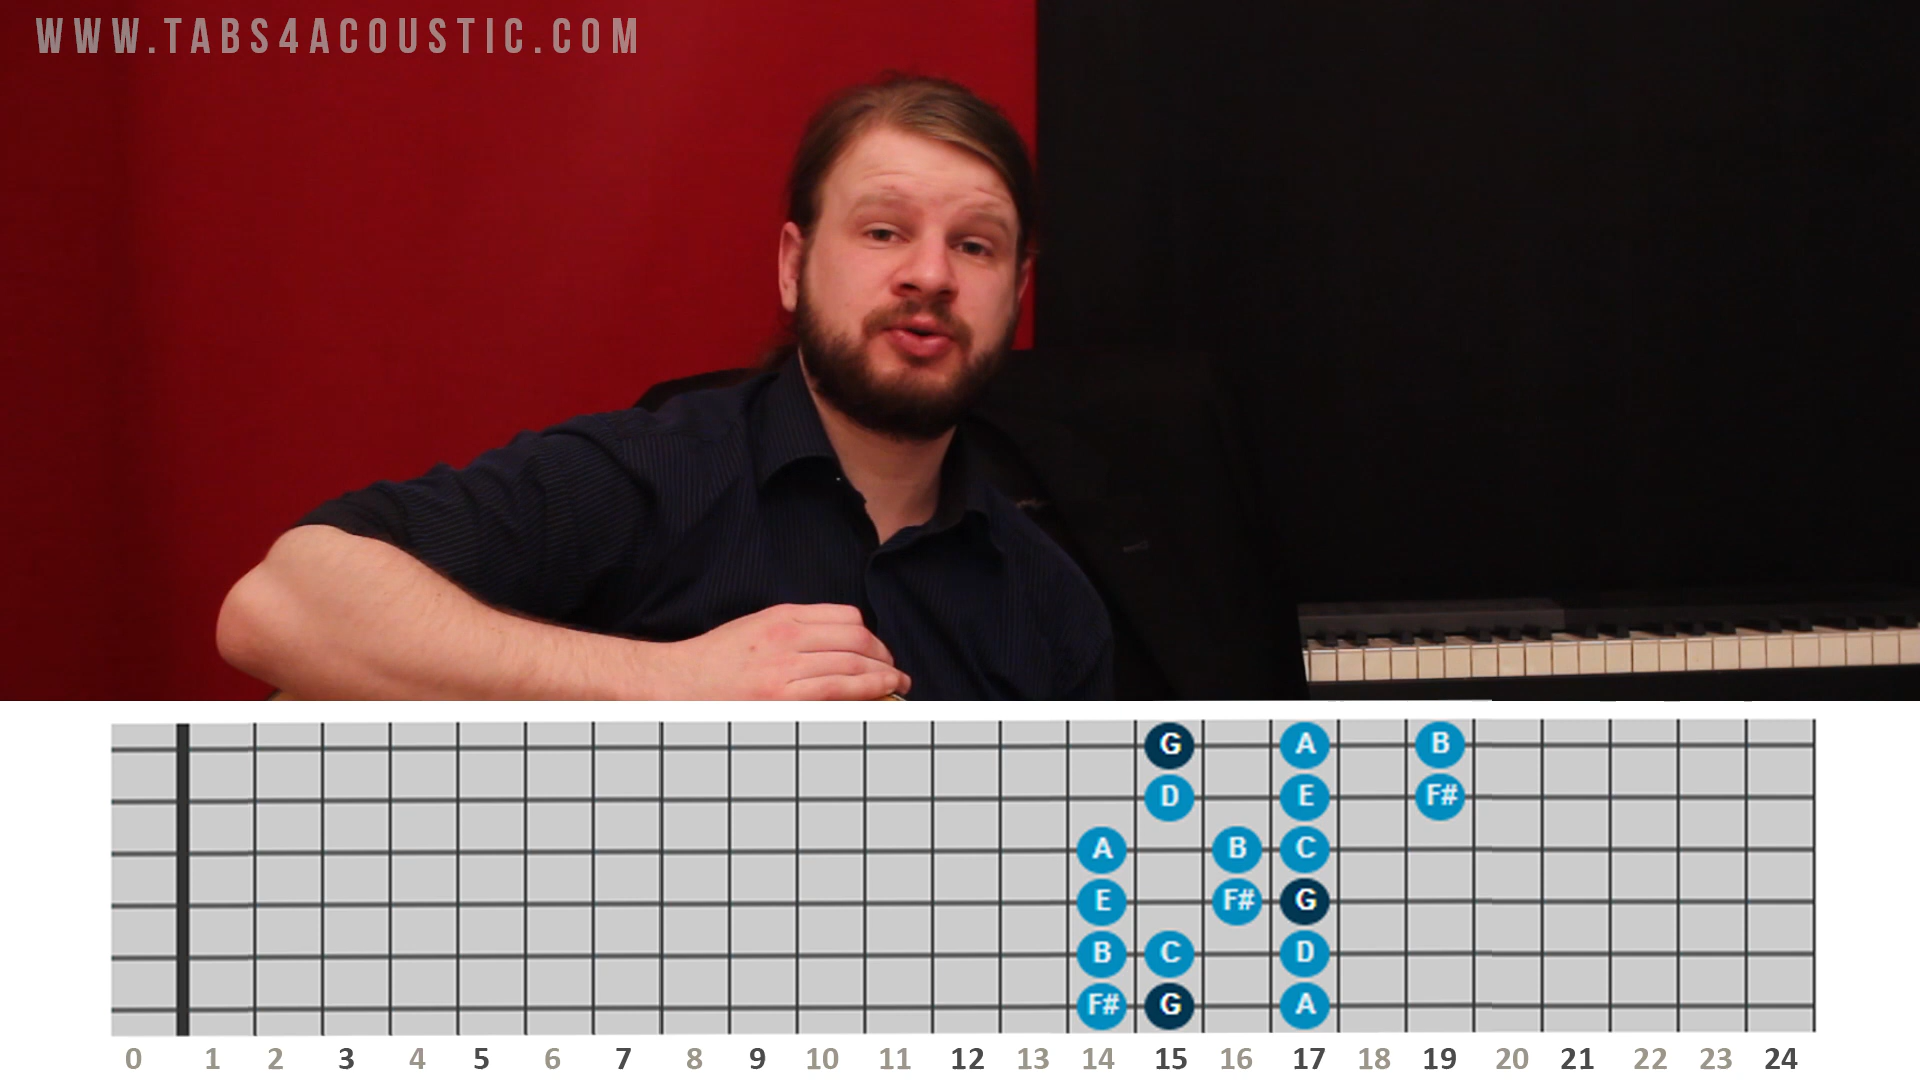 WWW.TABS4ACOUSTIC.COM
G A B
D E F#
A B C
E F# G
B C D
F# G A
0 1 2 3 4 5 6 7 8 9 10 11 12 13 14 15 16 17 18 19 20 21 22 23 24